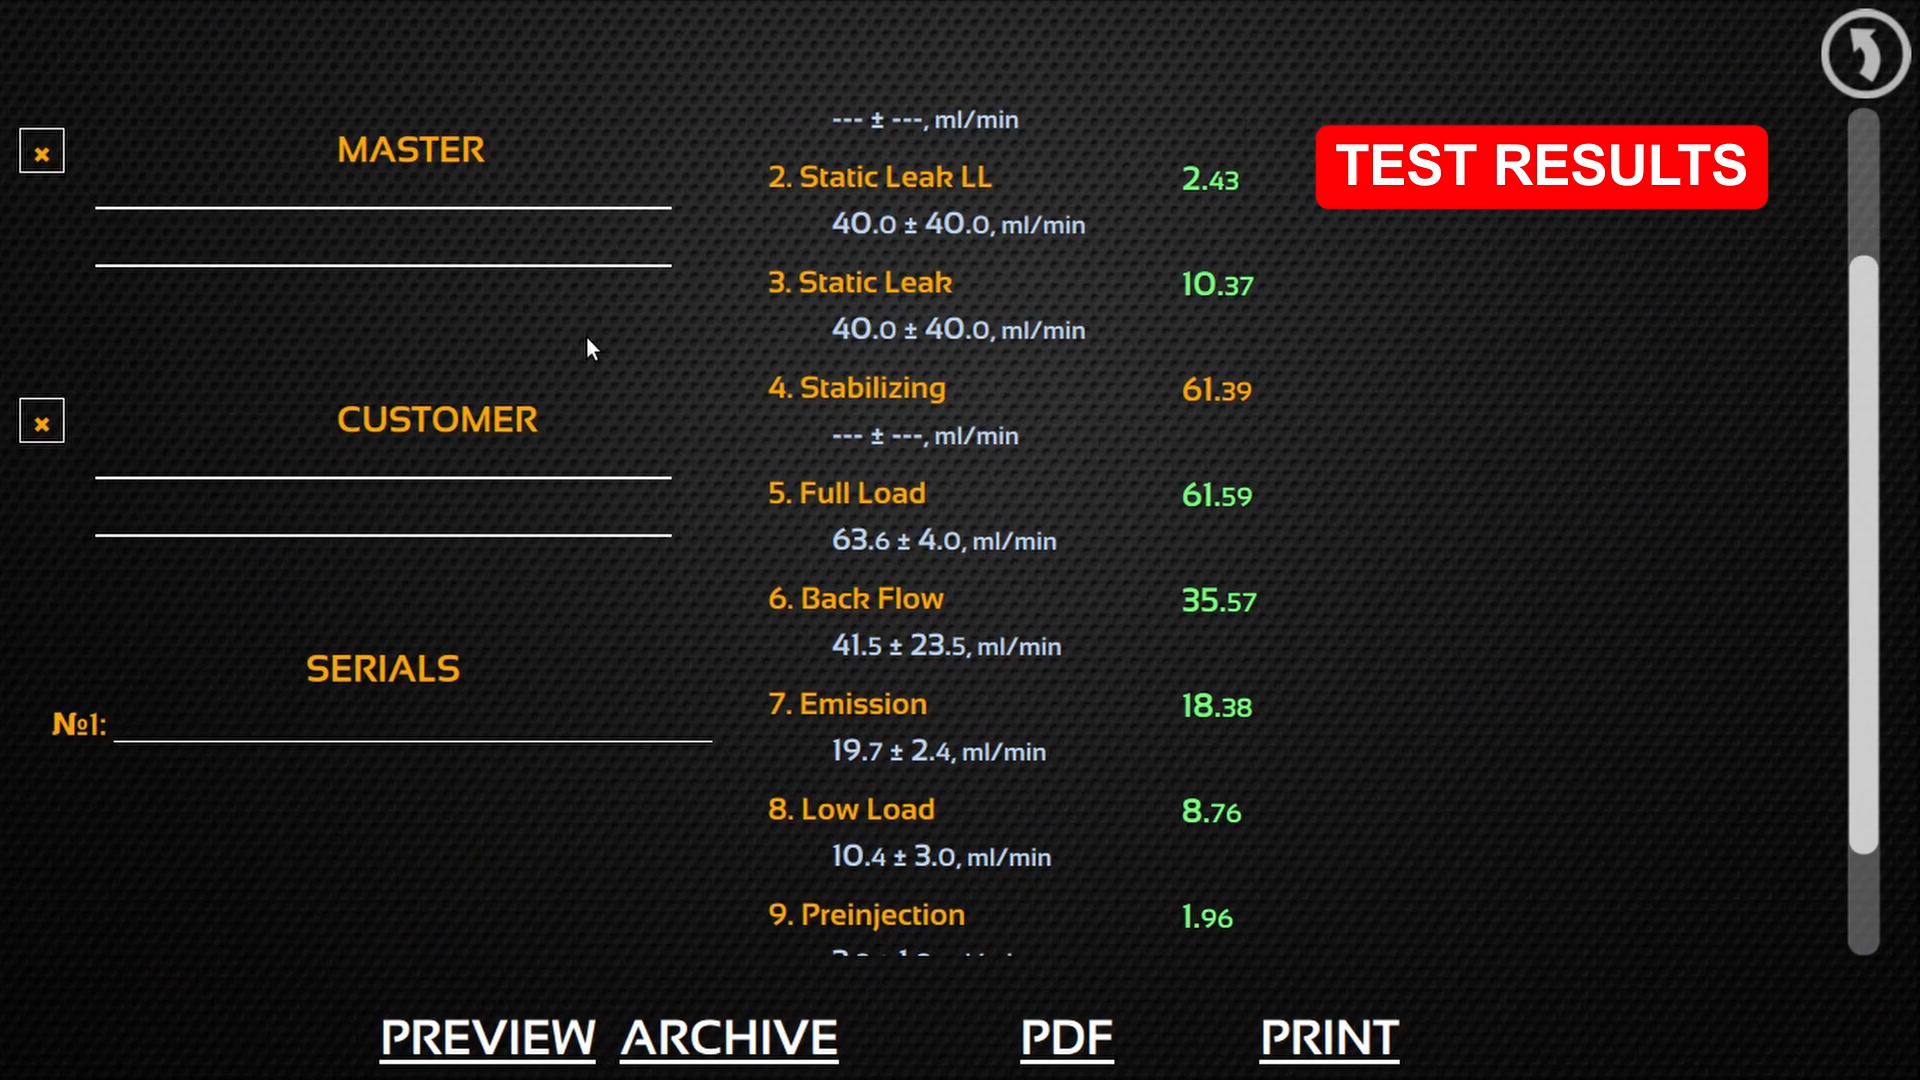 --- ± ---, ml/min
MASTER
TEST RESULTS
2. Static Leak LL 2.43
40.0 ± 40.0, ml/min
3. Static Leak 10.37
40.0 ± 40.0, ml/min
4. Stabilizing 61.39
CUSTOMER
--- ± ---, ml/min
5. Full Load 61.59
63.6 ± 4.0, ml/min
6. Back Flow 35.57
41.5 ± 23.5, ml/min
SERIALS
7. Emission 18.38
№1:
19.7 ± 2.4, ml/min
8. Low Load 8.76
10.4 ± 3.0, ml/min
9. Preinjection 1.96
PREVIEW ARCHIVE PDF PRINT